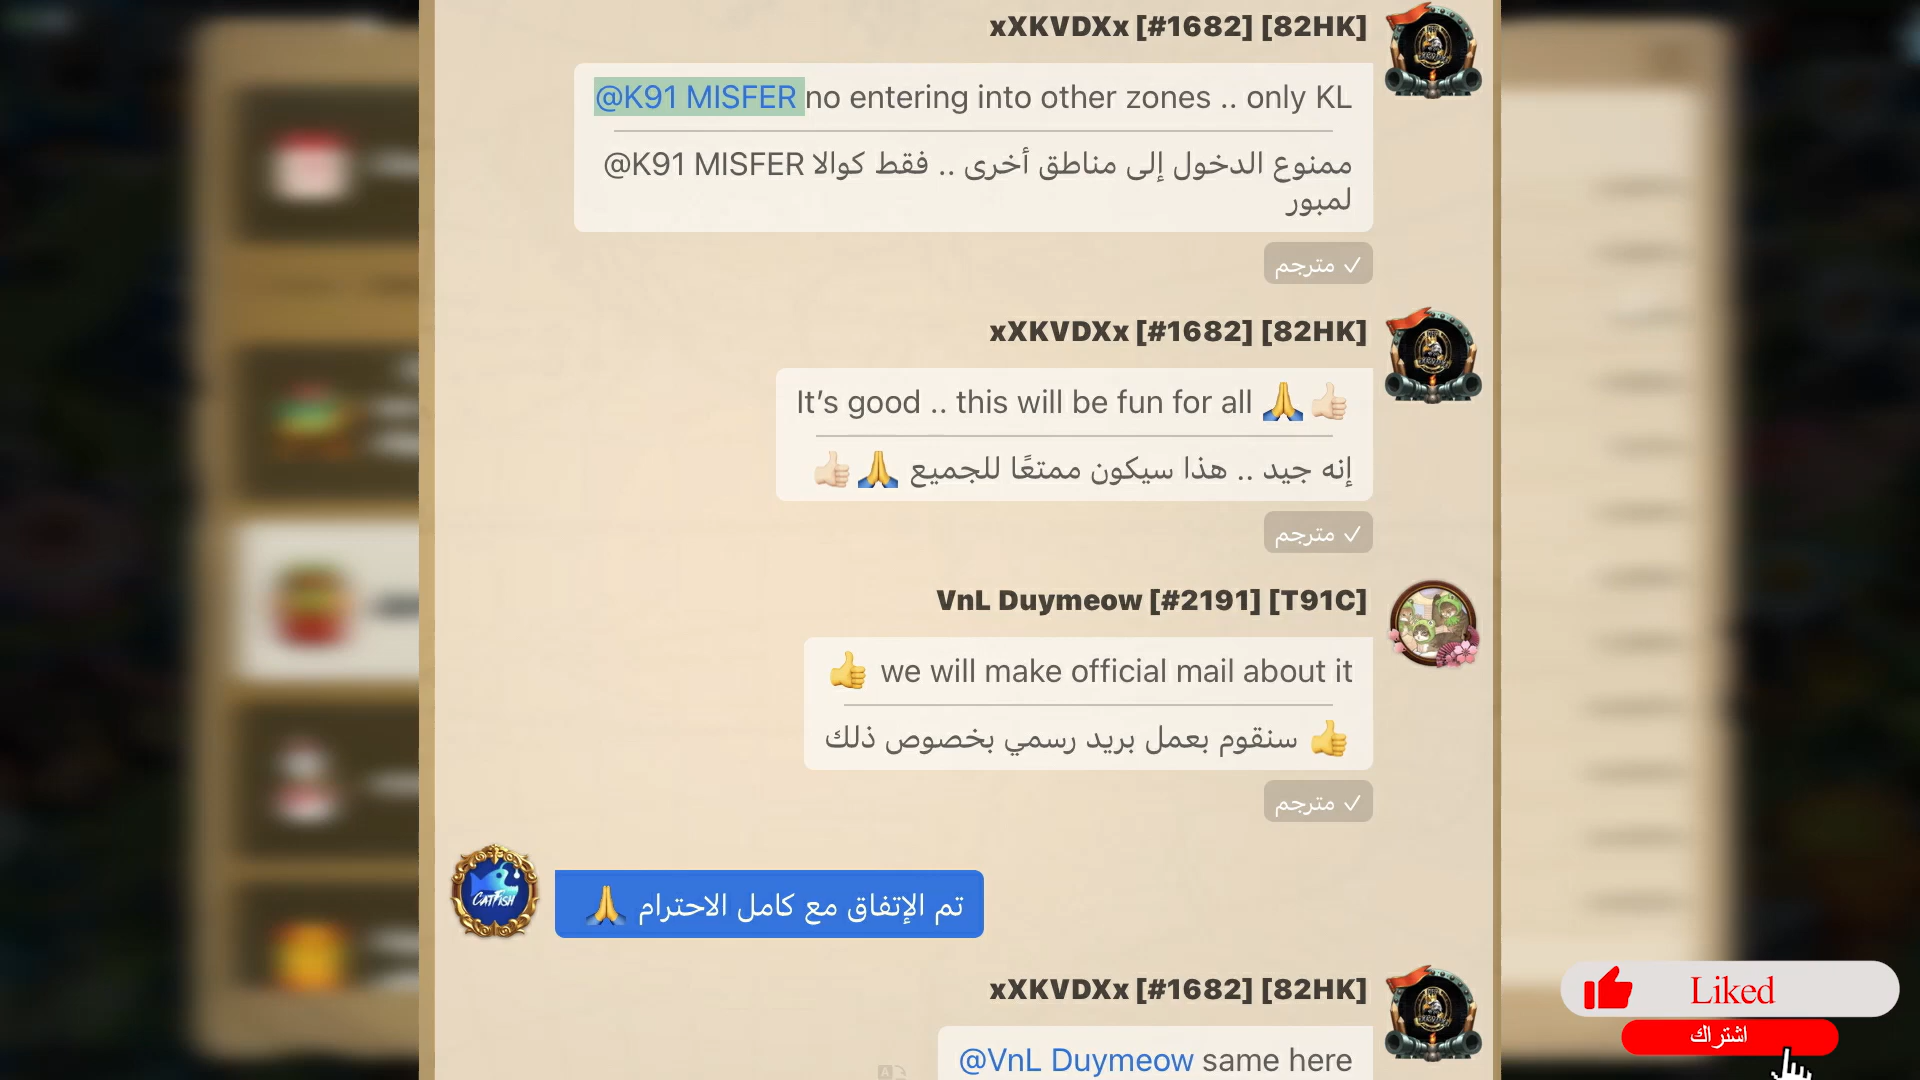 xXKVDXx [#1682] [82HK]
@K91 MISFER no entering into other zones .. only KL
ممنوع الدخول إلى مناطق أخرى .. فقط كوالا K91 MISFER@
لمبور
✓ مترجم
xXKVDXx [#1682] [82HK]
It's good .. this will be fun for all 🙏👍🏻
إنه جيد .. هذا سيكون ممتعًا للجميع 🙏👍🏻
✓ مترجم
VnL Duymeow [#2191] [T91C]
👍 we will make official mail about it
👍 سنقوم بعمل بريد رسمي بخصوص ذلك
✓ مترجم
CATFISH
تم الإتفاق مع كامل الاحترام 🙏
xXKVDXx [#1682] [82HK]
@VnL Duymeow same here
Liked
اشتراك